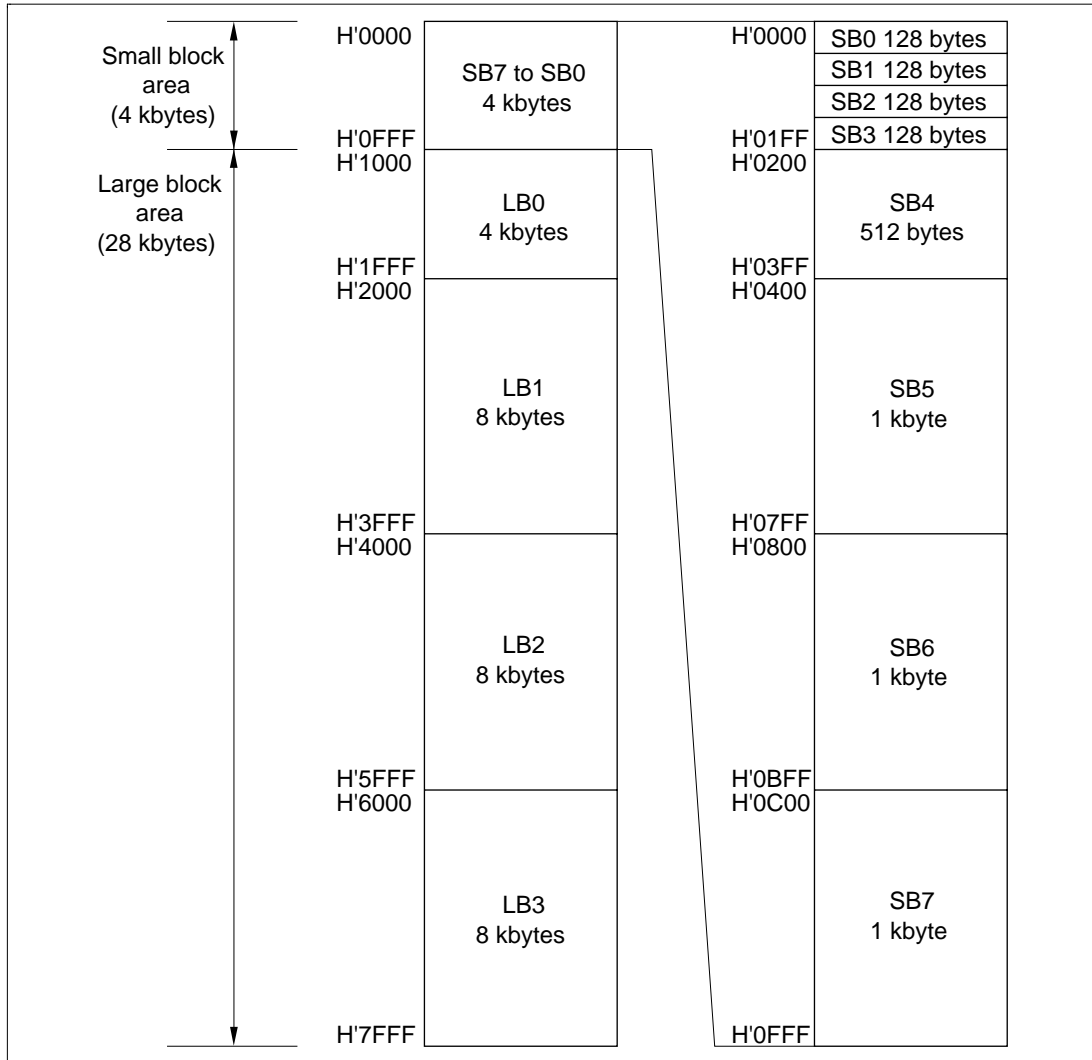 Small block
area
(4 kbytes)
Large block
area
(28 kbytes)
H'0000
SB7 to SB0
4 kbytes
H'0FFF
H'1000
LB0
4 kbytes
H'1FFF
H'2000
LB1
8 kbytes
H'3FFF
H'4000
LB2
8 kbytes
H'5FFF
H'6000
LB3
8 kbytes
H'7FFF
H'0000
SB0 128 bytes
SB1 128 bytes
SB2 128 bytes
SB3 128 bytes
H'01FF
H'0200
SB4
512 bytes
H'03FF
H'0400
SB5
1 kbyte
H'07FF
H'0800
SB6
1 kbyte
H'0BFF
H'0C00
SB7
1 kbyte
H'0FFF